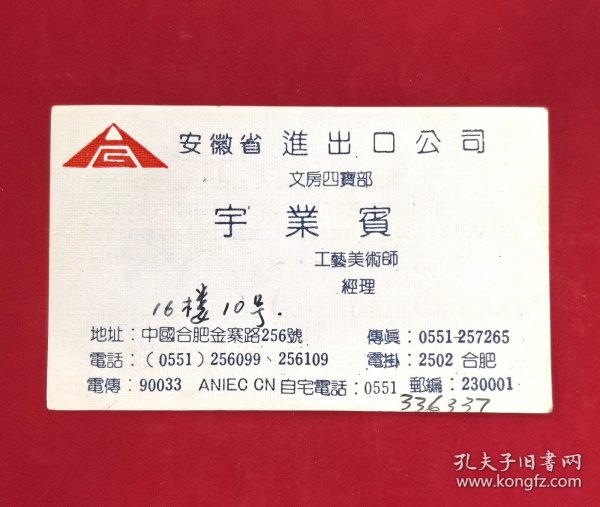 安徽省 進出口公司
文房四寶部
宇業賓
工藝美術師
經理
16楼10号.
地址：中國合肥金寨路256號 傳眞：0551-257265
電話：(0551) 256099、256109 電掛：2502 合肥
電傳：90033 ANIEC CN 自宅電話：0551 郵編：230001
336337
孔夫子旧书网
www.kongfz.com